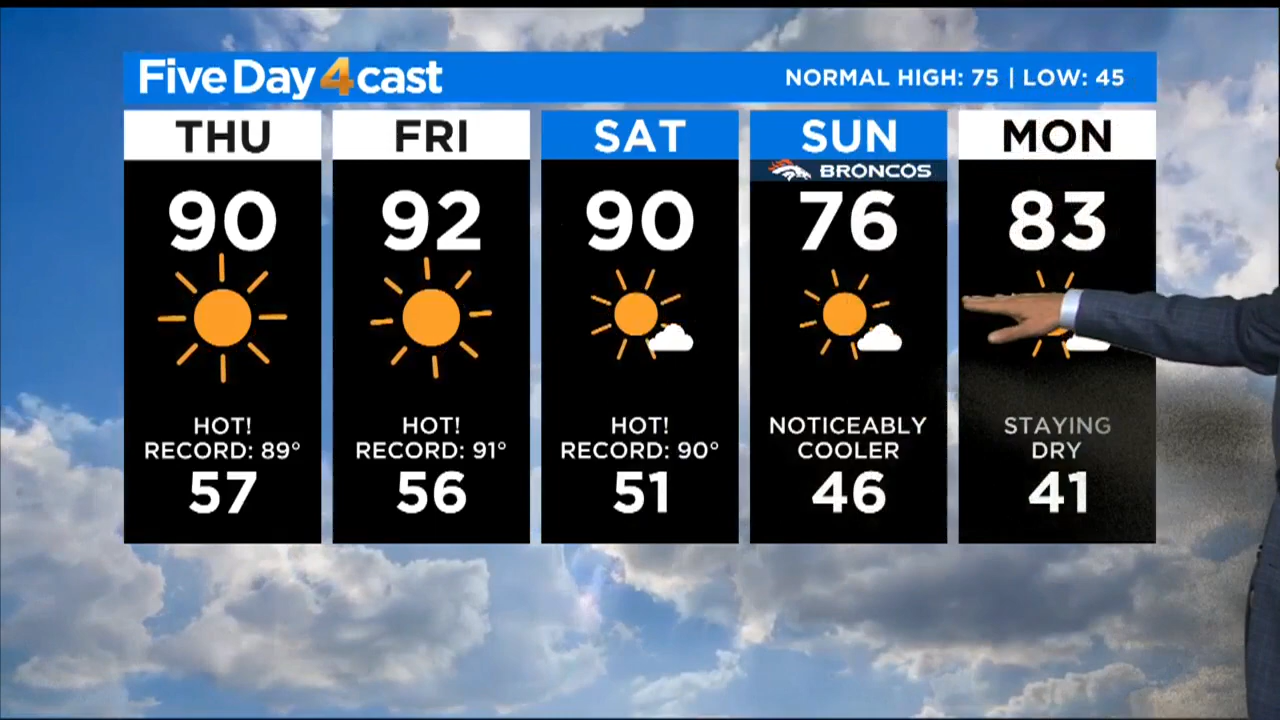 Five Day 4cast
NORMAL HIGH: 75 | LOW: 45
THU
90
HOT!
RECORD: 89°
57
FRI
92
HOT!
RECORD: 91°
56
SAT
90
HOT!
RECORD: 90°
51
SUN
BRONCOS
76
NOTICEABLY
COOLER
46
MON
83
STAYING
DRY
41